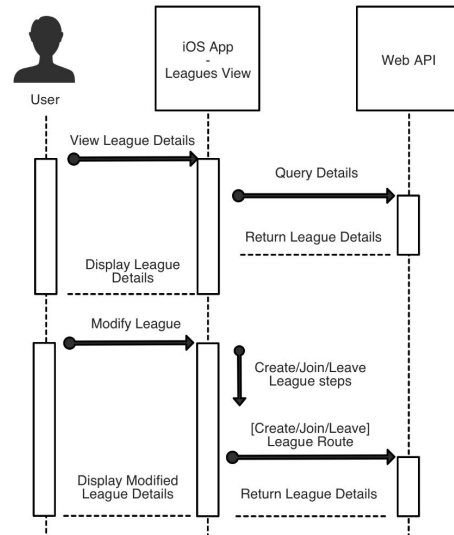 iOS App
-
Leagues View
Web API
User
View League Details
Query Details
Return League Details
Display League
Details
Modify League
Create/Join/Leave
League steps
[Create/Join/Leave]
League Route
Display Modified
League Details
Return League Details